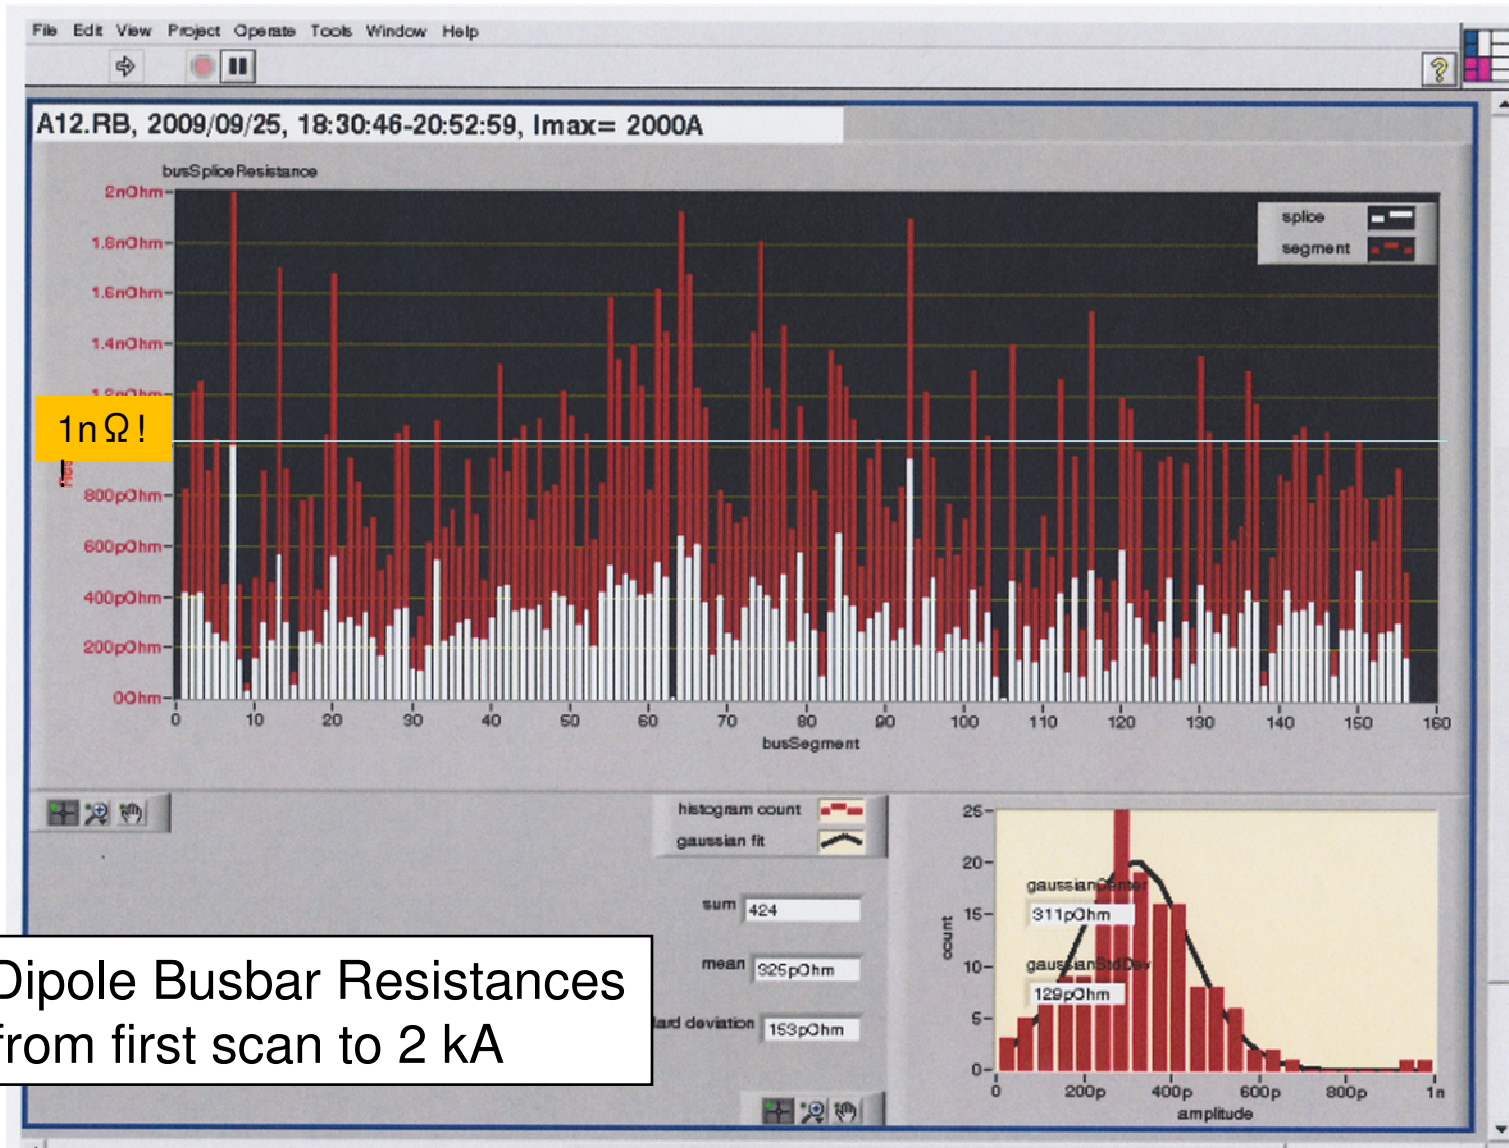 File Edit View Project Operate Tools Window Help
A12.RB, 2009/09/25, 18:30:46-20:52:59, Imax= 2000A
busSpliceResistance
2nOhm
1.8nOhm
1.6nOhm
1.4nOhm
1.2nOhm
1nΩ!
!
800pOhm
600pOhm
400pOhm
200pOhm
0Ohm
splice
segment
0 10 20 30 40 50 60 70 80 90 100 110 120 130 140 150 160
busSegment
histogram count
gaussian fit
sum 424
mean 325pOhm
deviation 153pOhm
Dipole Busbar Resistances
from first scan to 2 kA
25
20
15
10
5
0
count
gaussianCenter
311pOhm
gaussianStdDev
129pOhm
0 200p 400p 600p 800p 1n
amplitude